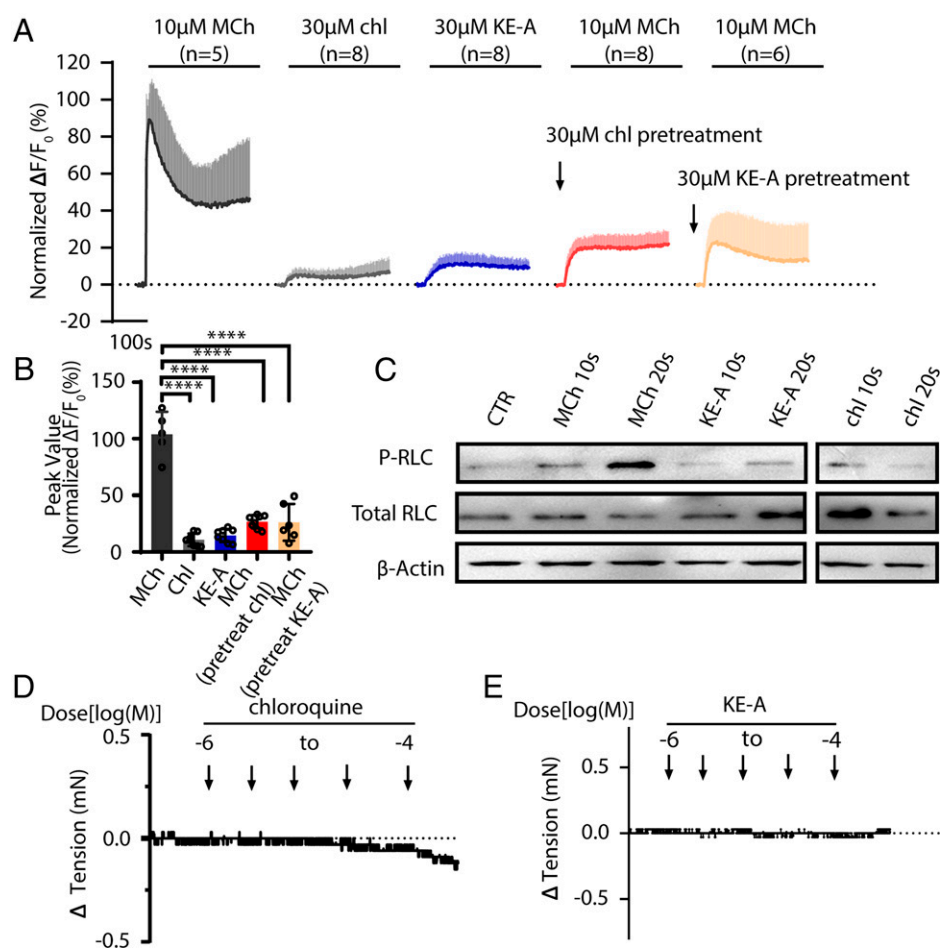 A
10μM MCh 30μM chl 30μM KE-A 10μM MCh 10μM MCh
(n=5) (n=8) (n=8) (n=8) (n=6)
Normalized ΔF/F0 (%)
120
100
80
60
40
20
0
-20
30μM chl pretreatment
30μM KE-A pretreatment
100s
B
****
****
****
****
Peak Value
(Normalized ΔF/F0(%))
150
100
50
0
MCh
Chl
KE-A
MCh
(pretreat chl)
MCh
(pretreat KE-A)
C
CTR MCh 10s MCh 20s KE-A 10s KE-A 20s chl 10s chl 20s
P-RLC
Total RLC
β-Actin
D
Dose[log(M)] chloroquine
-6 to -4
Δ Tension (mN)
0.5
0.0
-0.5
E
Dose[log(M)] KE-A
-6 to -4
Δ Tension (mN)
0.5
0.0
-0.5